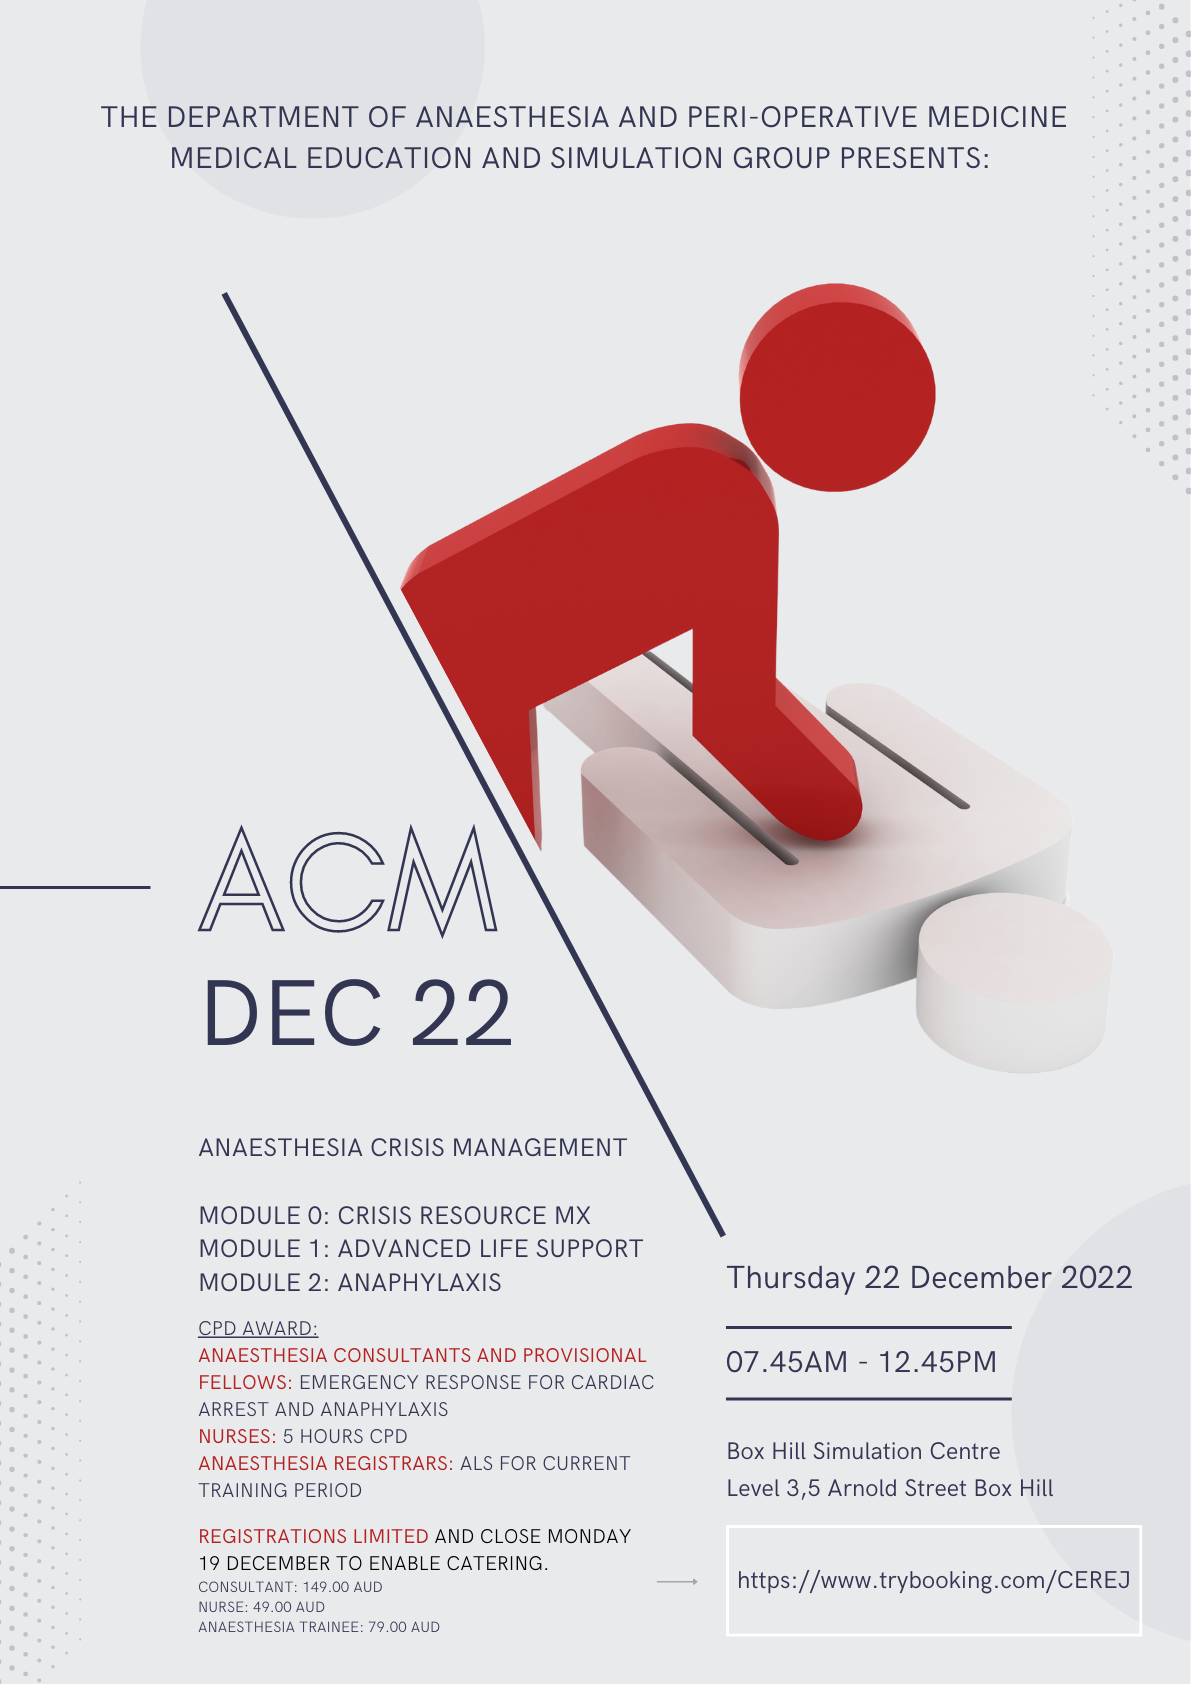 THE DEPARTMENT OF ANAESTHESIA AND PERI-OPERATIVE MEDICINE
MEDICAL EDUCATION AND SIMULATION GROUP PRESENTS:
ACM
DEC 22
ANAESTHESIA CRISIS MANAGEMENT
MODULE 0: CRISIS RESOURCE MX
MODULE 1: ADVANCED LIFE SUPPORT
MODULE 2: ANAPHYLAXIS
CPD AWARD:
ANAESTHESIA CONSULTANTS AND PROVISIONAL
FELLOWS: EMERGENCY RESPONSE FOR CARDIAC
ARREST AND ANAPHYLAXIS
NURSES: 5 HOURS CPD
ANAESTHESIA REGISTRARS: ALS FOR CURRENT
TRAINING PERIOD
REGISTRATIONS LIMITED AND CLOSE MONDAY
19 DECEMBER TO ENABLE CATERING.
CONSULTANT: 149.00 AUD
NURSE: 49.00 AUD
ANAESTHESIA TRAINEE: 79.00 AUD
Thursday 22 December 2022
07.45AM - 12.45PM
Box Hill Simulation Centre
Level 3,5 Arnold Street Box Hill
https://www.trybooking.com/CEREJ